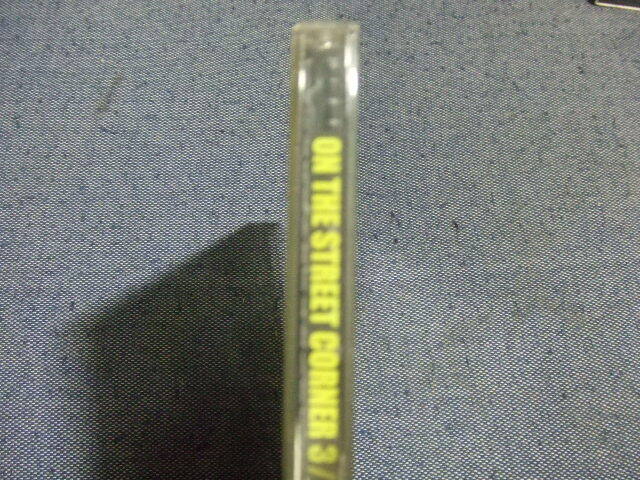 ON THE STREET CORNER 3/